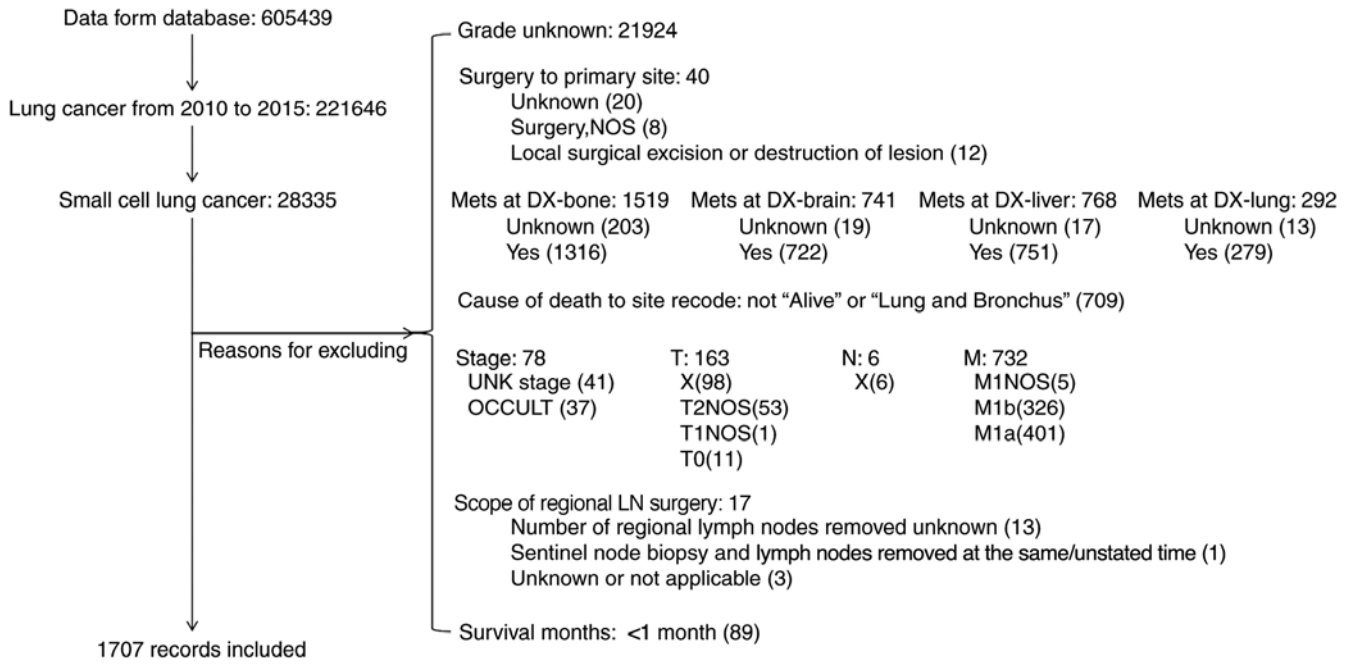 Data form database: 605439
Lung cancer from 2010 to 2015: 221646
Small cell lung cancer: 28335
Reasons for excluding
1707 records included
Grade unknown: 21924
Surgery to primary site: 40
Unknown (20)
Surgery,NOS (8)
Local surgical excision or destruction of lesion (12)
Mets at DX-bone: 1519 Mets at DX-brain: 741 Mets at DX-liver: 768 Mets at DX-lung: 292
Unknown (203) Unknown (19) Unknown (17) Unknown (13)
Yes (1316) Yes (722) Yes (751) Yes (279)
Cause of death to site recode: not “Alive” or “Lung and Bronchus” (709)
Stage: 78 T: 163 N: 6 M: 732
UNK stage (41) X(98) X(6) M1NOS(5)
OCCULT (37) T2NOS(53) M1b(326)
T1NOS(1) M1a(401)
T0(11)
Scope of regional LN surgery: 17
Number of regional lymph nodes removed unknown (13)
Sentinel node biopsy and lymph nodes removed at the same/unstated time (1)
Unknown or not applicable (3)
Survival months: <1 month (89)